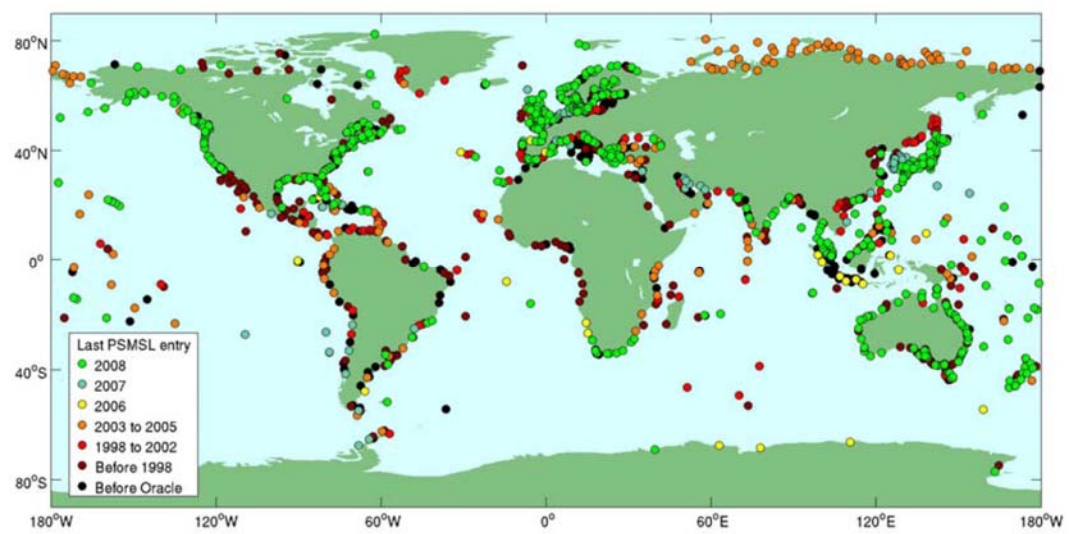 80°N
40°N
0°
40°S
80°S
Last PSMSL entry
2008
2007
2006
2003 to 2005
1998 to 2002
Before 1998
Before Oracle
180°W 120°W 60°W 0° 60°E 120°E 180°W